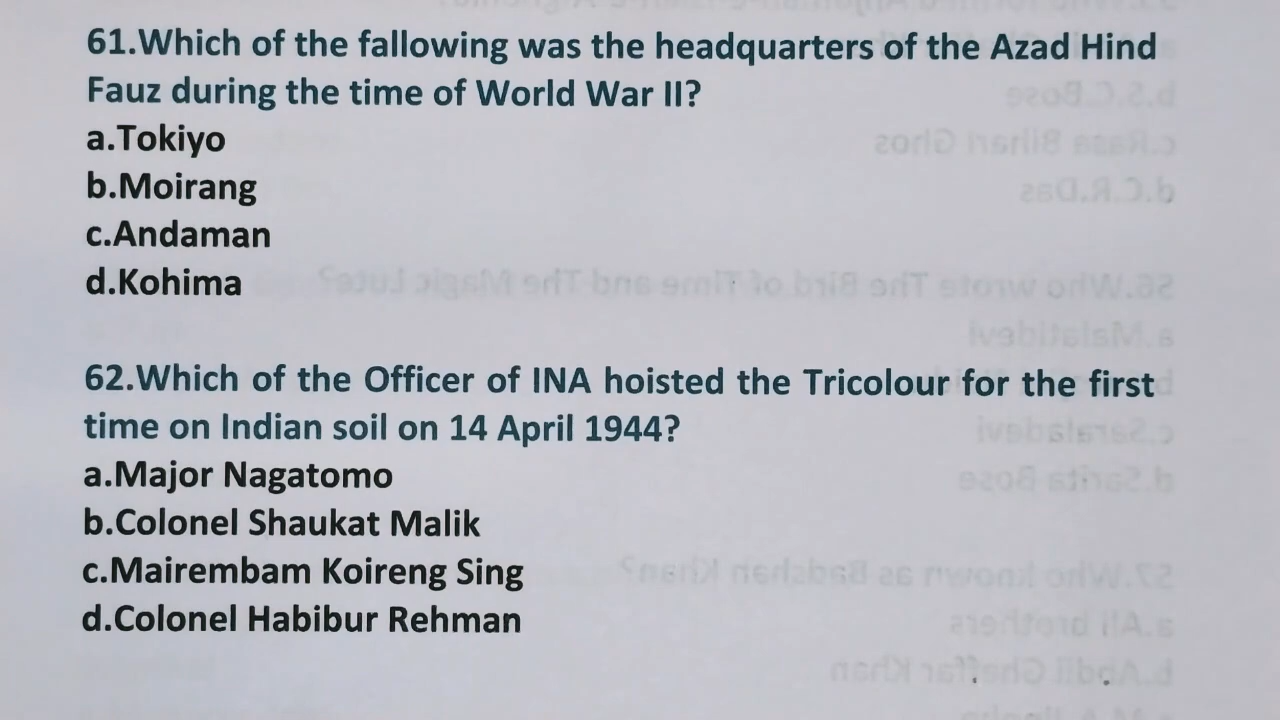 61.Which of the fallowing was the headquarters of the Azad Hind
Fauz during the time of World War II?
a.Tokiyo
b.Moirang
c.Andaman
d.Kohima
62.Which of the Officer of INA hoisted the Tricolour for the first
time on Indian soil on 14 April 1944?
a.Major Nagatomo
b.Colonel Shaukat Malik
c.Mairembam Koireng Sing
d.Colonel Habibur Rehman